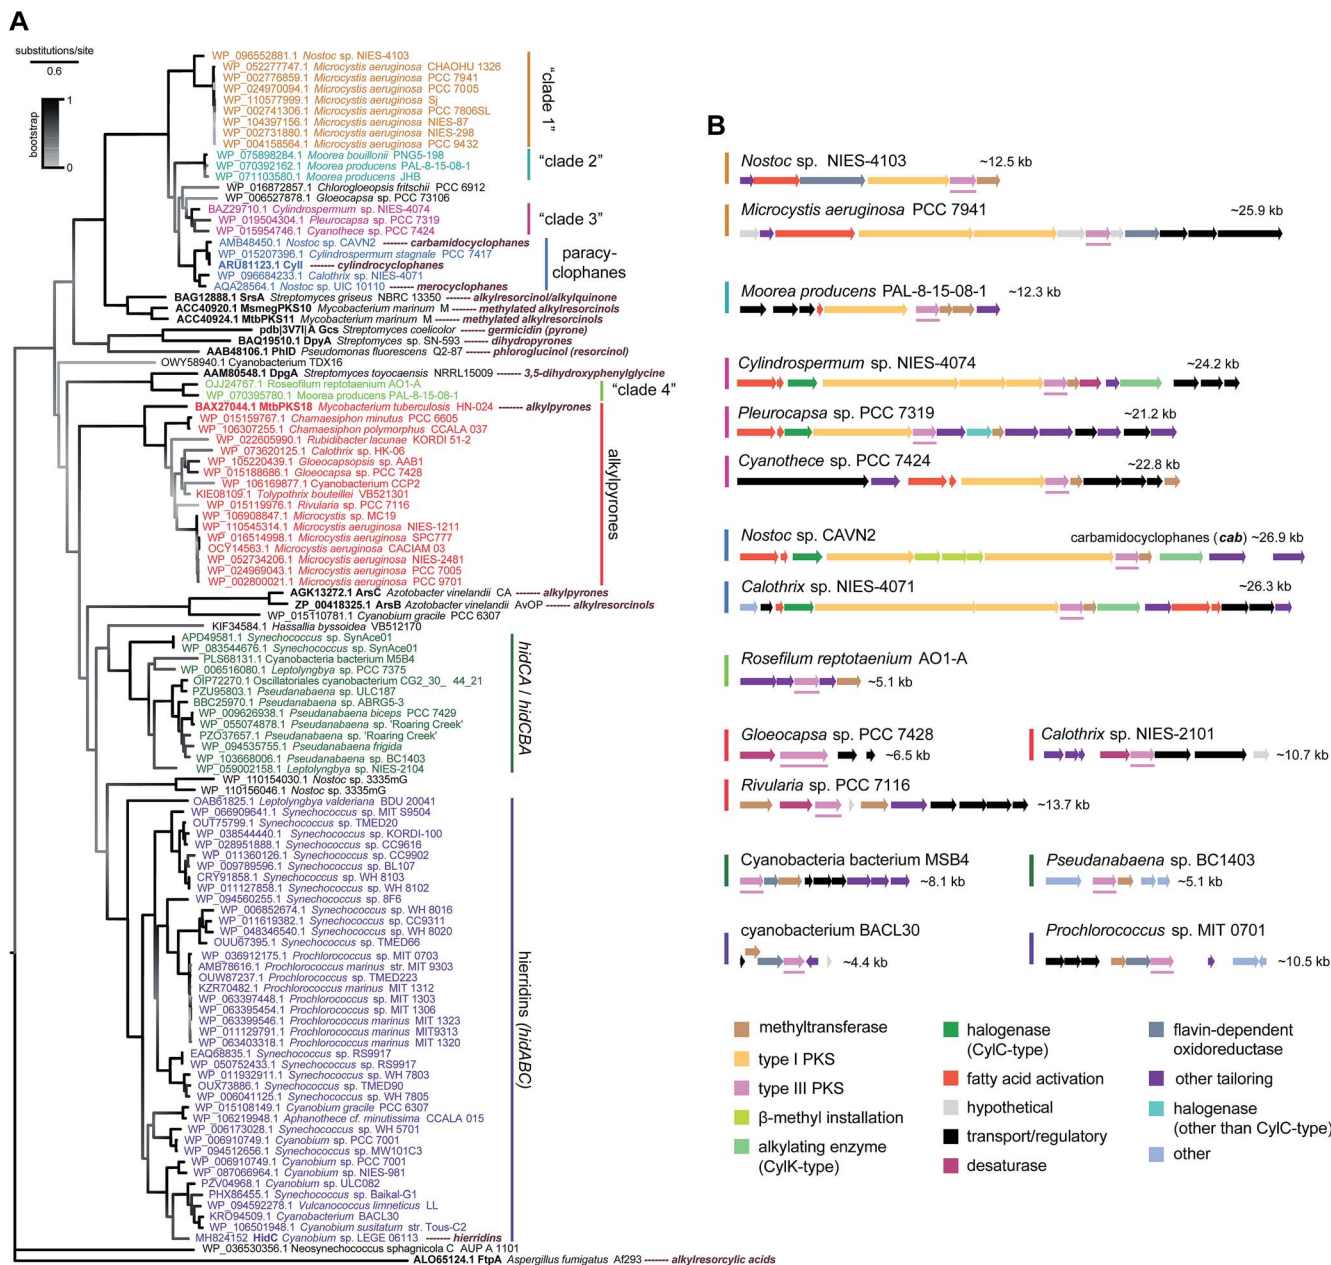 A
substitutions/site
0.6
bootstrap
1
0
WP_096552881.1 Nostoc sp. NIES-4103
WP_052277747.1 Microcystis aeruginosa CHAOHU 1326
WP_002776859.1 Microcystis aeruginosa PCC 7941
WP_024970094.1 Microcystis aeruginosa PCC 7005
WP_110577999.1 Microcystis aeruginosa Sj
WP_002741306.1 Microcystis aeruginosa PCC 7806SL
WP_104397156.1 Microcystis aeruginosa NIES-87
WP_002731880.1 Microcystis aeruginosa NIES-298
WP_004158564.1 Microcystis aeruginosa PCC 9432
"clade 1"
WP_075898284.1 Moorea bouillonii PNG5-198
WP_070392162.1 Moorea producens PAL-8-15-08-1
WP_071103580.1 Moorea producens JHB
"clade 2"
WP_016872857.1 Chlorogloeopsis fritschii PCC 6912
WP_006527878.1 Gloeocapsa sp. PCC 73106
BAZ29710.1 Cylindrospermum sp. NIES-4074
WP_019504304.1 Pleurocapsa sp. PCC 7319
WP_015954746.1 Cyanothece sp. PCC 7424
"clade 3"
AMB48450.1 Nostoc sp. CAVN2 ------- carbamidocyclophanes
WP_015207396.1 Cylindrospermum stagnale PCC 7417
ARU81123.1 CylI ------- cylindrocyclophanes
WP_096684233.1 Calothrix sp. NIES-4071
AQA28564.1 Nostoc sp. UIC 10110 ------- merocyclophanes
paracy-
clophanes
BAG12888.1 SrsA Streptomyces griseus NBRC 13350 ------- alkylresorcinol/alkylquinone
ACC40920.1 MsmegPKS10 Mycobacterium marinum M ------- methylated alkylresorcinols
ACC40924.1 MtbPKS11 Mycobacterium marinum M ------- methylated alkylresorcinols
pdb|3V7I|A Gcs Streptomyces coelicolor ------- germicidin (pyrone)
BAQ19510.1 DpyA Streptomyces sp. SN-593 ------- dihydropyrones
AAB48106.1 PhlD Pseudomonas fluorescens Q2-87 ------- phloroglucinol (resorcinol)
OWY58940.1 Cyanobacterium TDX16
AAM80548.1 DpgA Streptomyces toyocaensis NRRL15009 ------- 3,5-dihydroxyphenylglycine
OJJ24767.1 Roseofilum reptotaenium AO1-A
WP_070395780.1 Moorea producens PAL-8-15-08-1
"clade 4"
BAX27044.1 MtbPKS18 Mycobacterium tuberculosis HN-024 ------- alkylpyrones
WP_015159767.1 Chamaesiphon minutus PCC 6605
WP_106307255.1 Chamaesiphon polymorphus CCALA 037
WP_022605990.1 Rubidibacter lacunae KORDI 51-2
WP_073620125.1 Calothrix sp. HK-06
WP_105220439.1 Gloeocapsopsis sp. AAB1
WP_015188686.1 Gloeocapsa sp. PCC 7428
WP_106169877.1 Cyanobacterium CCP2
KIE08109.1 Tolypothrix bouteillei VB521301
WP_015119976.1 Rivularia sp. PCC 7116
WP_106908847.1 Microcystis sp. MC19
WP_110545314.1 Microcystis aeruginosa NIES-1211
WP_016514998.1 Microcystis aeruginosa SPC777
OCY14563.1 Microcystis aeruginosa CACIAM 03
WP_052734206.1 Microcystis aeruginosa NIES-2481
WP_024969043.1 Microcystis aeruginosa PCC 7005
WP_002800021.1 Microcystis aeruginosa PCC 9701
alkylpyrones
AGK13272.1 ArsC Azotobacter vinelandii CA ------- alkylpyrones
ZP_00418325.1 ArsB Azotobacter vinelandii AvOP ------- alkylresorcinols
WP_015110781.1 Cyanobium gracile PCC 6307
KIF34584.1 Hassallia byssoidea VB512170
APD49581.1 Synechococcus sp. SynAce01
WP_083544676.1 Synechococcus sp. SynAce01
PLS68131.1 Cyanobacteria bacterium M5B4
WP_006516080.1 Leptolyngbya sp. PCC 7375
OIP72270.1 Oscillatoriales cyanobacterium CG2_30_ 44_21
PZU95803.1 Pseudanabaena sp. ULC187
BBC25970.1 Pseudanabaena sp. ABRG5-3
WP_009626938.1 Pseudanabaena biceps PCC 7429
WP_055074878.1 Pseudanabaena sp. 'Roaring Creek'
PZO37657.1 Pseudanabaena sp. 'Roaring Creek'
WP_094535755.1 Pseudanabaena frigida
WP_103668006.1 Pseudanabaena sp. BC1403
WP_059002158.1 Leptolyngbya sp. NIES-2104
hidCA / hidCBA
WP_110154030.1 Nostoc sp. 3335mG
WP_110156046.1 Nostoc sp. 3335mG
OAB61825.1 Leptolyngbya valderiana BDU 20041
WP_066909641.1 Synechococcus sp. MIT S9504
OUT75799.1 Synechococcus sp. TMED20
WP_038544440.1 Synechococcus sp. KORDI-100
WP_028951888.1 Synechococcus sp. CC9616
WP_011360126.1 Synechococcus sp. CC9902
WP_009789596.1 Synechococcus sp. BL107
CRY91858.1 Synechococcus sp. WH 8103
WP_011127858.1 Synechococcus sp. WH 8102
WP_094560255.1 Synechococcus sp. 8F6
WP_006852674.1 Synechococcus sp. WH 8016
WP_011619382.1 Synechococcus sp. CC9311
WP_048346540.1 Synechococcus sp. WH 8020
OUU67395.1 Synechococcus sp. TMED66
WP_036912175.1 Prochlorococcus sp. MIT 0703
AMB78616.1 Prochlorococcus marinus str. MIT 9303
OUW87237.1 Prochlorococcus sp. TMED223
KZR70482.1 Prochlorococcus marinus MIT 1312
WP_063397448.1 Prochlorococcus sp. MIT 1303
WP_063395454.1 Prochlorococcus sp. MIT 1306
WP_063399546.1 Prochlorococcus marinus MIT 1323
WP_011129791.1 Prochlorococcus marinus MIT9313
WP_063403318.1 Prochlorococcus marinus MIT 1320
EAQ68835.1 Synechococcus sp. RS9917
WP_050752433.1 Synechococcus sp. RS9917
WP_011932911.1 Synechococcus sp. WH 7803
OUX73886.1 Synechococcus sp. TMED90
WP_006041125.1 Synechococcus sp. WH 7805
WP_015108149.1 Cyanobium gracile PCC 6307
WP_106219948.1 Aphanothece cf. minutissima CCALA 015
WP_006173028.1 Synechococcus sp. WH 5701
WP_006910749.1 Cyanobium sp. PCC 7001
WP_094512656.1 Synechococcus sp. MW101C3
WP_006910749.1 Cyanobium sp. PCC 7001
WP_087066964.1 Cyanobium sp. NIES-981
PZV04968.1 Cyanobium sp. ULC082
PHX86455.1 Synechococcus sp. Baikal-G1
WP_094592278.1 Vulcanococcus limneticus LL
KRO94509.1 Cyanobacterium BACL30
WP_106501948.1 Cyanobium susitatum str. Tous-C2
MH824152 HidC Cyanobium sp. LEGE 06113 ------- hierridins
hierridins (hidABC)
WP_036530356.1 Neosynechococcus sphagnicola C AUP A 1101
ALO65124.1 FtpA Aspergillus fumigatus Af293 ------- alkylresorcylic acids
B
Nostoc sp. NIES-4103 ~12.5 kb
Microcystis aeruginosa PCC 7941 ~25.9 kb
Moorea producens PAL-8-15-08-1 ~12.3 kb
Cylindrospermum sp. NIES-4074 ~24.2 kb
Pleurocapsa sp. PCC 7319 ~21.2 kb
Cyanothece sp. PCC 7424 ~22.8 kb
Nostoc sp. CAVN2 carbamidocyclophanes (cab) ~26.9 kb
Calothrix sp. NIES-4071 ~26.3 kb
Rosefilum reptotaenium AO1-A
~5.1 kb
Gloeocapsa sp. PCC 7428
~6.5 kb
Calothrix sp. NIES-2101
~10.7 kb
Rivularia sp. PCC 7116
~13.7 kb
Cyanobacteria bacterium MSB4
~8.1 kb
Pseudanabaena sp. BC1403
~5.1 kb
cyanobacterium BACL30
~4.4 kb
Prochlorococcus sp. MIT 0701
~10.5 kb
methyltransferase
type I PKS
type III PKS
β-methyl installation
alkylating enzyme
(CylK-type)
halogenase
(CylC-type)
fatty acid activation
hypothetical
transport/regulatory
desaturase
flavin-dependent
oxidoreductase
other tailoring
halogenase
(other than CylC-type)
other